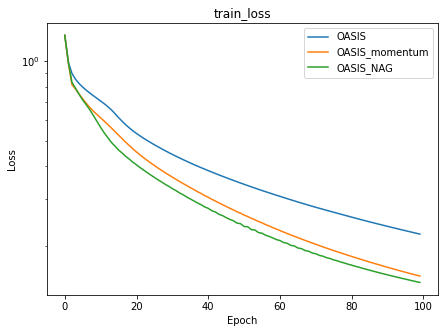 train_loss
OASIS
OASIS_momentum
OASIS_NAG
10⁰
Loss
0
20
40
60
80
100
Epoch